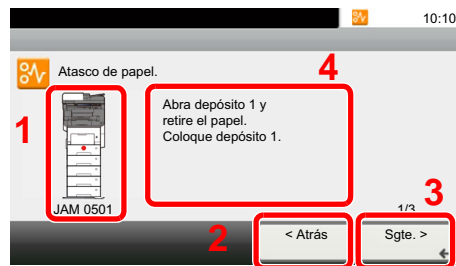 10:10
Atasco de papel.
4
1
Abra depósito 1 y
retire el papel.
Coloque depósito 1.
JAM 0501
1/3
3
2
< Atrás
Sgte. >